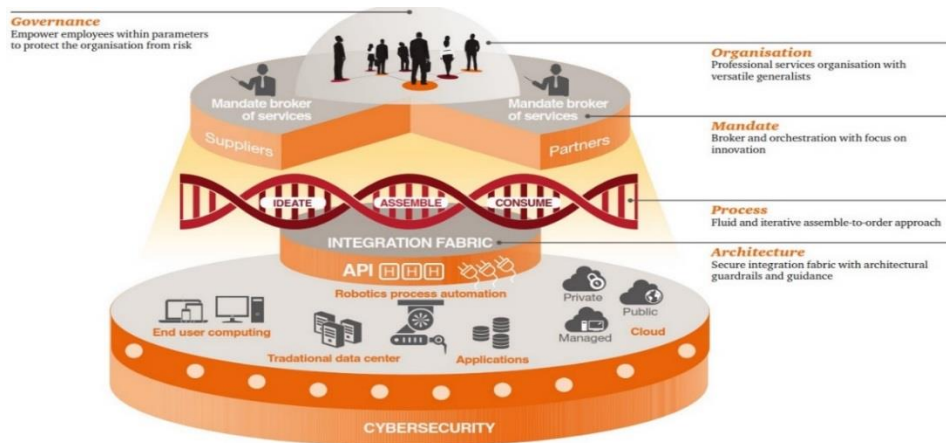 Governance
Empower employees within parameters
to protect the organisation from risk
Organisation
Professional services organisation with
versatile generalists
Mandate broker
of services
Mandate broker
of services
Suppliers
Partners
Mandate
Broker and orchestration with focus on
innovation
IDEATE
ASSEMBLE
CONSUME
Process
Fluid and iterative assemble-to-order approach
INTEGRATION FABRIC
Architecture
Secure integration fabric with architectural
guardrails and guidance
API H H H
Robotics process automation
Private
Public
Managed
Cloud
End user computing
Tradational data center
Applications
CYBERSECURITY